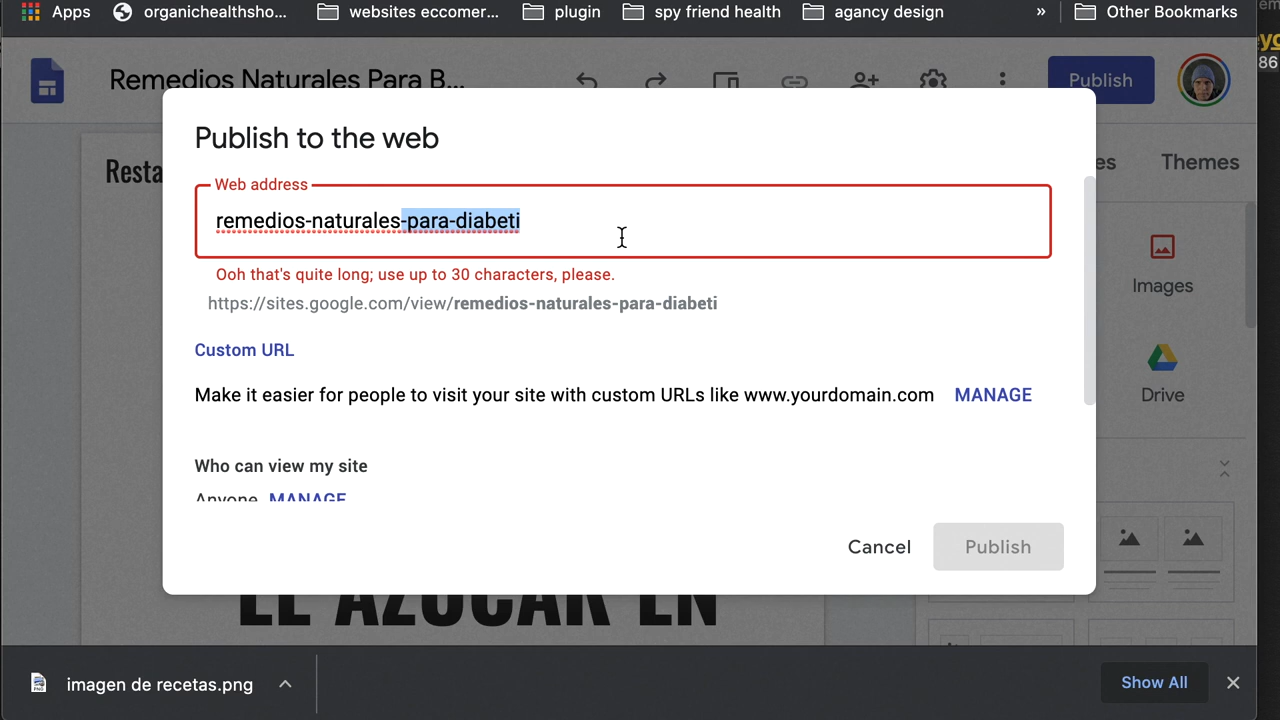 Apps organichealthsho... websites eccomer... plugin spy friend health agancy design » Other Bookmarks
Remedios Naturales Para B... Publish
86
Publish to the web
Resta
Themes
Web address
remedios-naturales-para-diabeti
Ooh that's quite long; use up to 30 characters, please.
https://sites.google.com/view/remedios-naturales-para-diabeti
Images
Custom URL
Make it easier for people to visit your site with custom URLs like www.yourdomain.com MANAGE
Drive
Who can view my site
Anyone MANAGE
Cancel Publish
EL AZÚCAR EN
imagen de recetas.png Show All